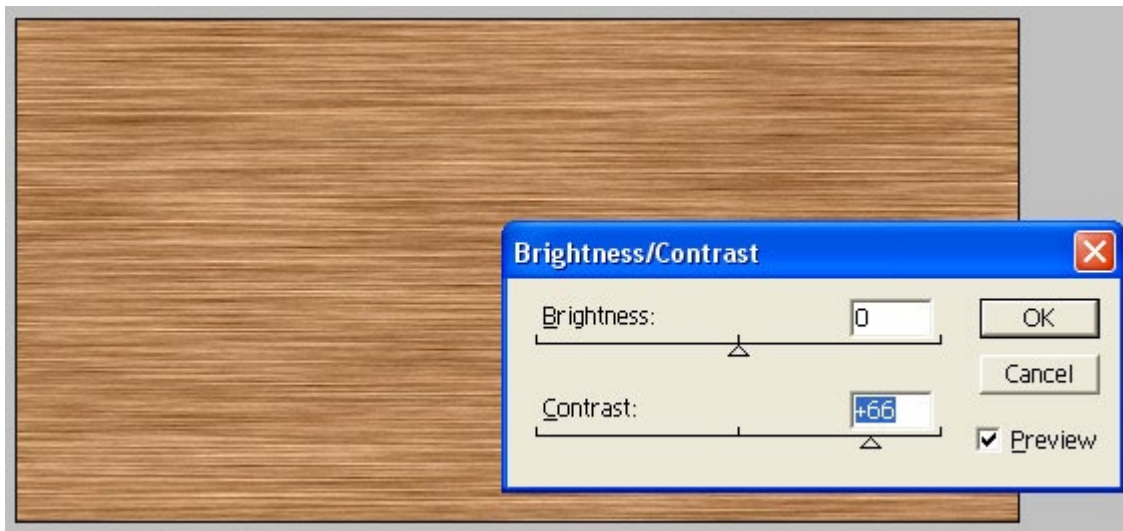 Brightness/Contrast
Brightness: 0
OK
Cancel
Contrast: +66
Preview